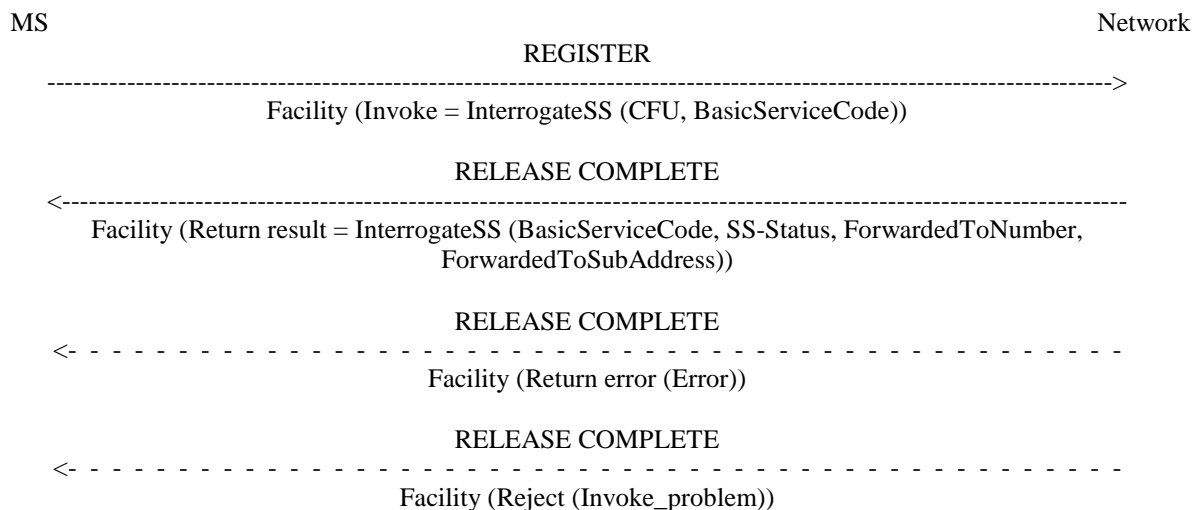 MS Network
REGISTER
------------------------------------------------------------------------------------------------------------------------>
Facility (Invoke = InterrogateSS (CFU, BasicServiceCode))
RELEASE COMPLETE
<------------------------------------------------------------------------------------------------------------------------
Facility (Return result = InterrogateSS (BasicServiceCode, SS-Status, ForwardedToNumber,
ForwardedToSubAddress))
RELEASE COMPLETE
<- - - - - - - - - - - - - - - - - - - - - - - - - - - - - - - - - - - - - - - - - - - - - - - - -
Facility (Return error (Error))
RELEASE COMPLETE
<- - - - - - - - - - - - - - - - - - - - - - - - - - - - - - - - - - - - - - - - - - - - - - - - -
Facility (Reject (Invoke_problem))